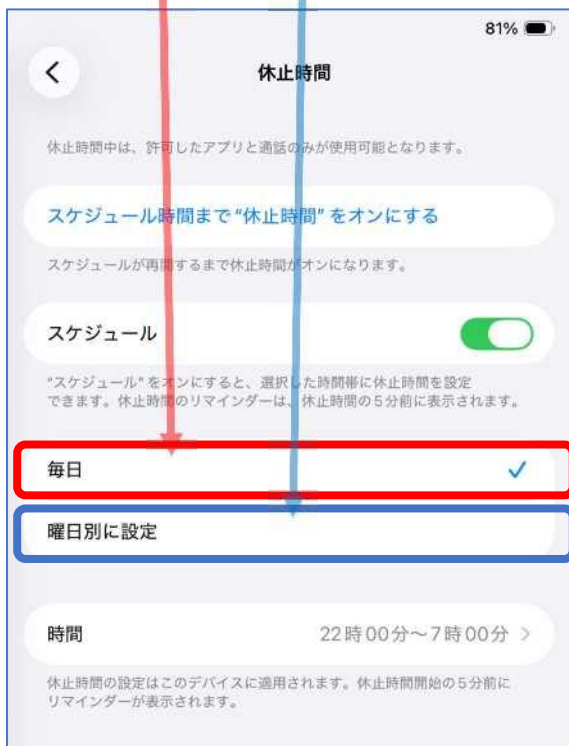 81%
休止時間
休止時間中は、許可したアプリと通話のみが使用可能となります。
スケジュール時間まで“休止時間”をオンにする
スケジュールが再開するまで休止時間がオンになります。
スケジュール
“スケジュール”をオンにすると、選択した時間帯に休止時間を設定
できます。休止時間のリマインダーは、休止時間の5分前に表示されます。
毎日
曜日別に設定
時間 22時00分～7時00分
休止時間の設定はこのデバイスに適用されます。休止時間開始の5分前に
リマインダーが表示されます。